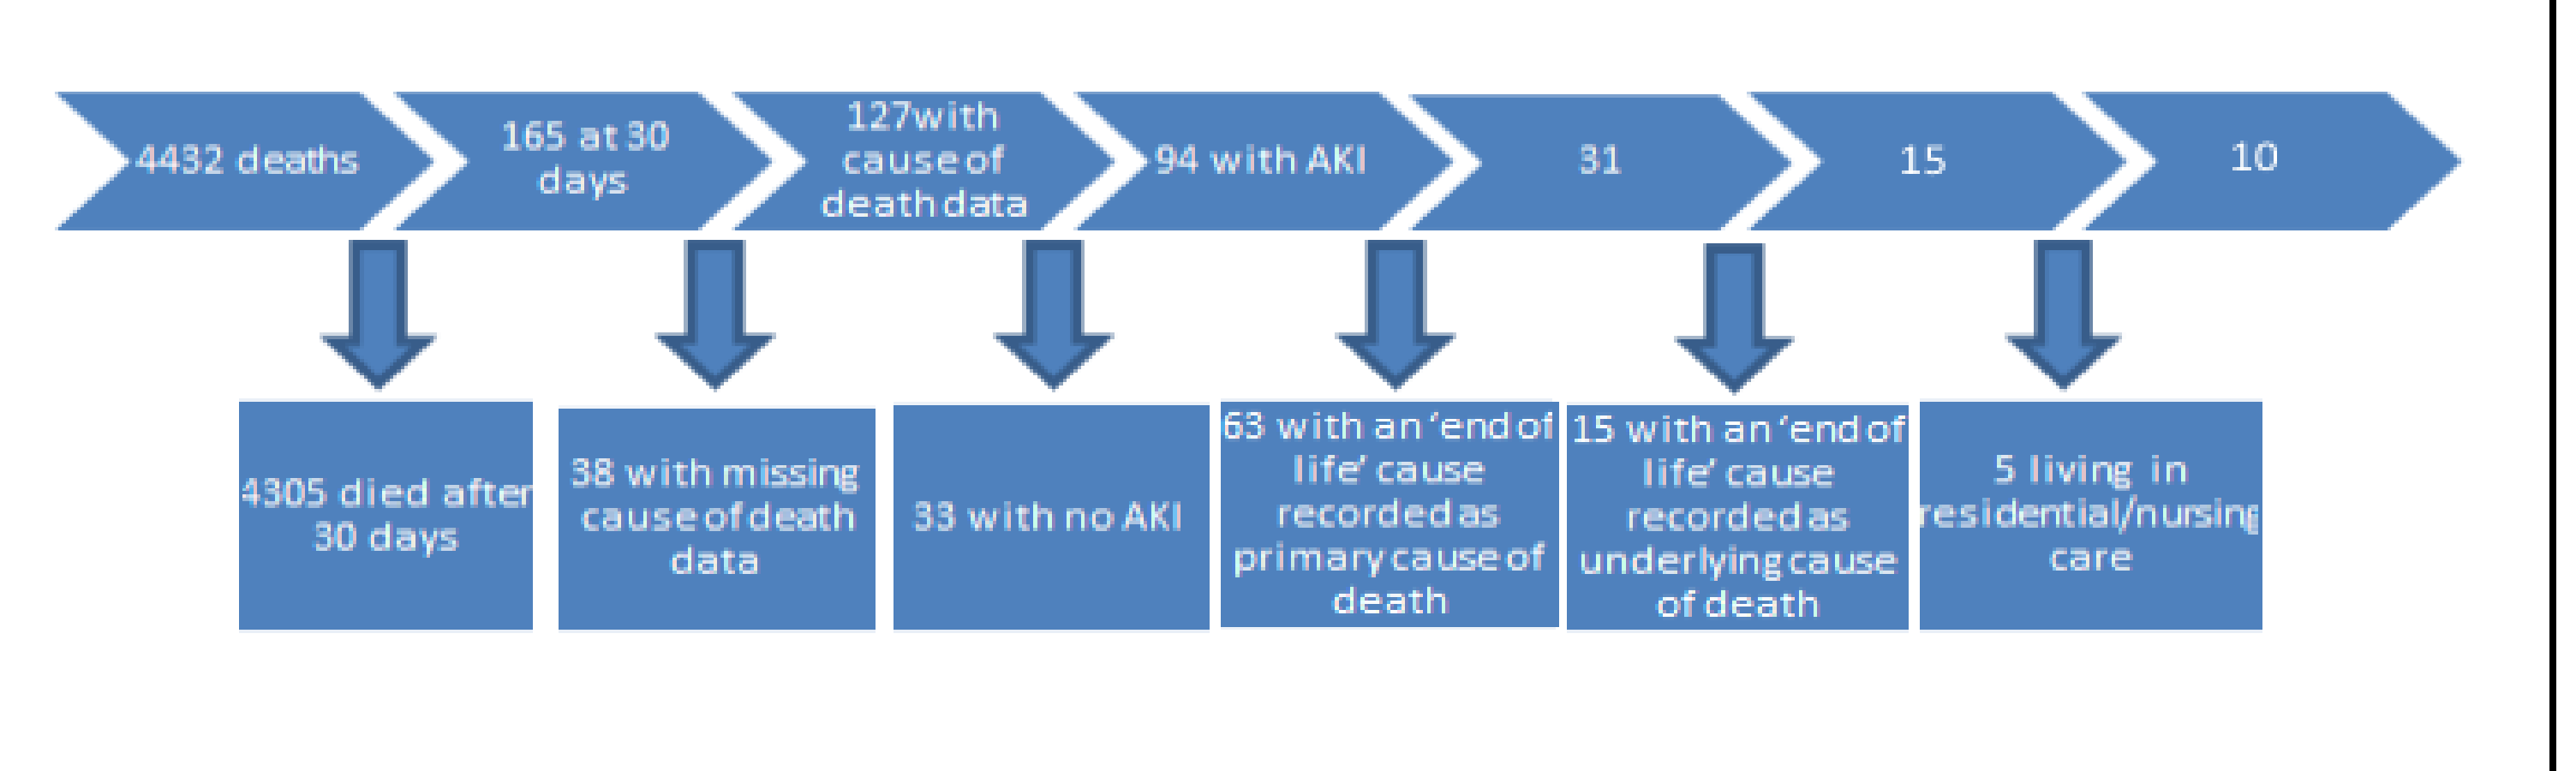 4432 deaths
165 at 30
days
127with
cause of
death data
94 with AKI
31
15
10
4305 died after
30 days
38 with missing
cause of death
data
33 with no AKI
63 with an ‘end of
life’ cause
recorded as
primary cause of
death
15 with an ‘end of
life’ cause
recorded as
underlying cause
of death
5 living in
residential/nursing
care